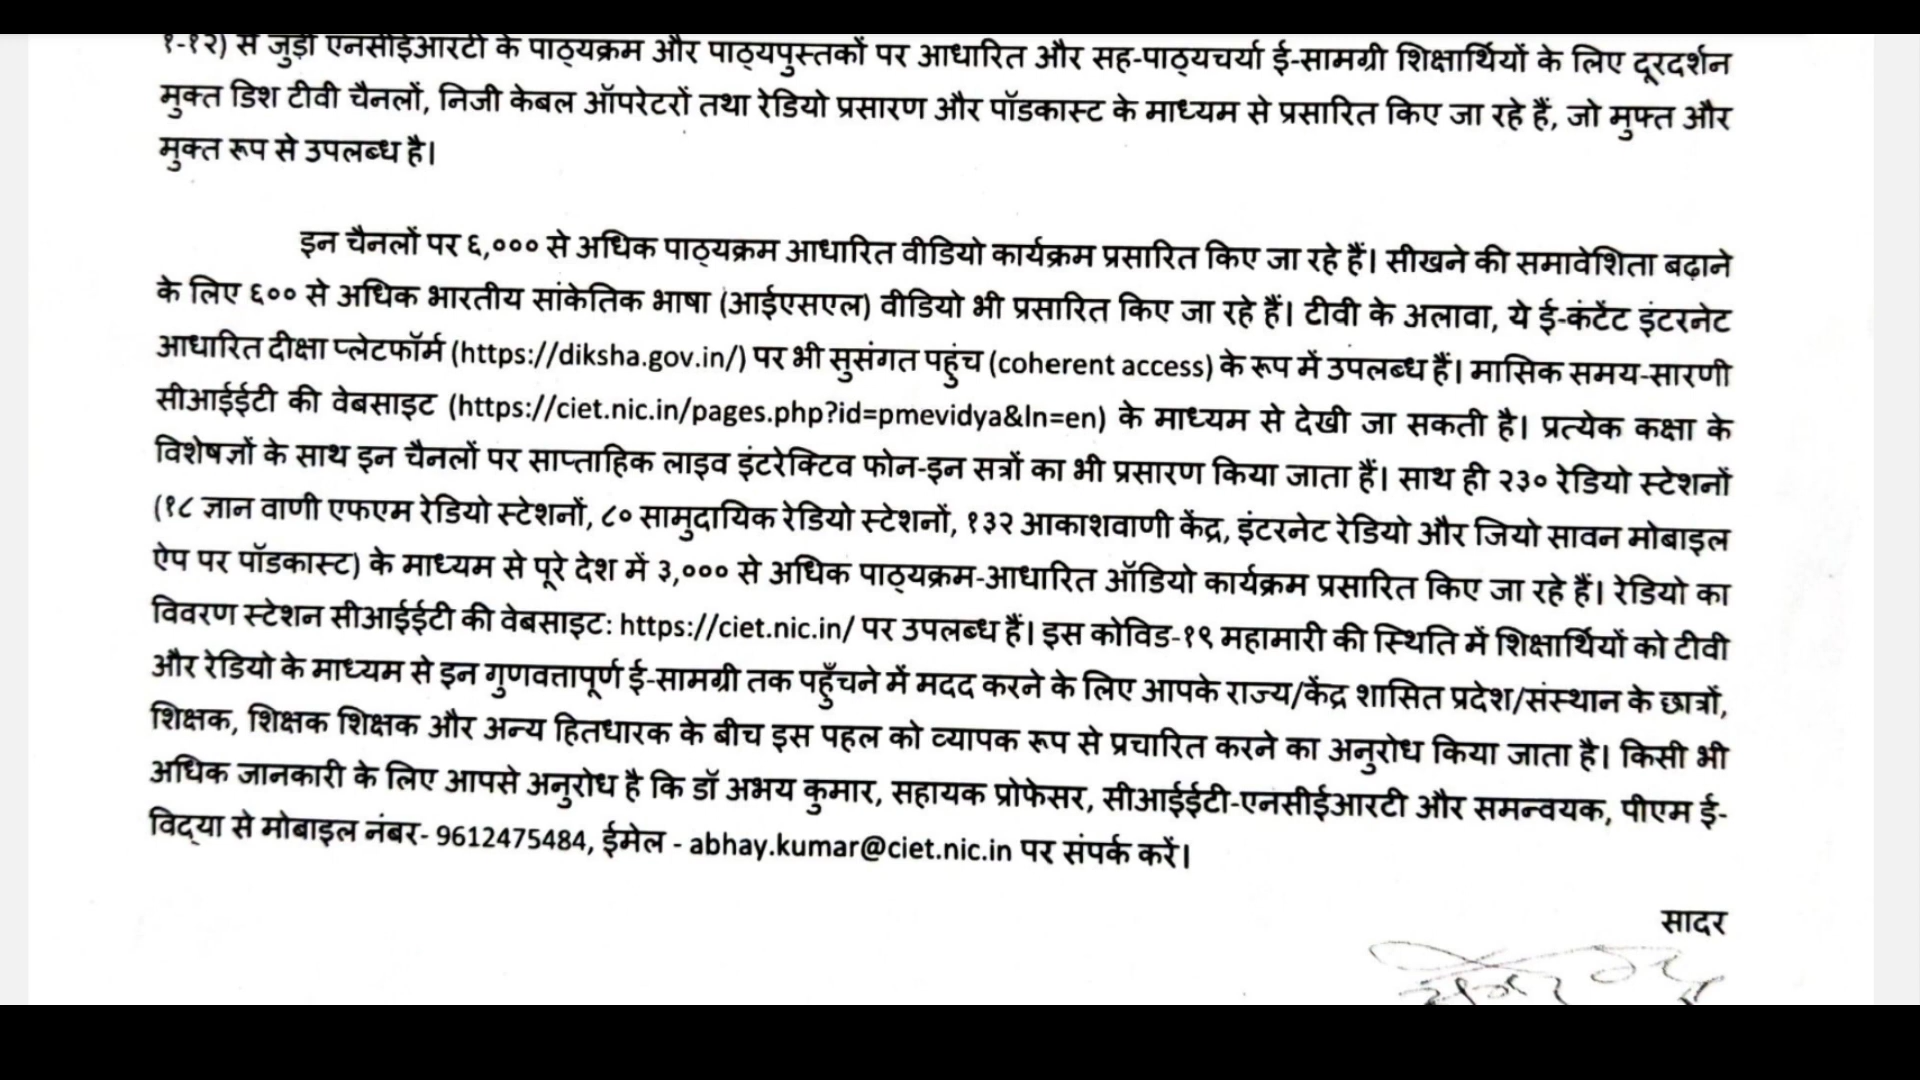 १-१२) से जुड़ी एनसीईआरटी के पाठ्यक्रम और पाठ्यपुस्तकों पर आधारित और सह-पाठ्यचर्या ई-सामग्री शिक्षार्थियों के लिए दूरदर्शन
मुक्त डिश टीवी चैनलों, निजी केबल ऑपरेटरों तथा रेडियो प्रसारण और पॉडकास्ट के माध्यम से प्रसारित किए जा रहे हैं, जो मुफ्त और
मुक्त रूप से उपलब्ध है।
इन चैनलों पर ६,००० से अधिक पाठ्यक्रम आधारित वीडियो कार्यक्रम प्रसारित किए जा रहे हैं। सीखने की समावेशिता बढ़ाने
के लिए ६०० से अधिक भारतीय सांकेतिक भाषा (आईएसएल) वीडियो भी प्रसारित किए जा रहे हैं। टीवी के अलावा, ये ई-कंटेंट इंटरनेट
आधारित दीक्षा प्लेटफॉर्म (https://diksha.gov.in/) पर भी सुसंगत पहुंच (coherent access) के रूप में उपलब्ध हैं। मासिक समय-सारणी
सीआईईटी की वेबसाइट (https://ciet.nic.in/pages.php?id=pmevidya&ln=en) के माध्यम से देखी जा सकती है। प्रत्येक कक्षा के
विशेषज्ञों के साथ इन चैनलों पर साप्ताहिक लाइव इंटरेक्टिव फोन-इन सत्रों का भी प्रसारण किया जाता हैं। साथ ही २३० रेडियो स्टेशनों
(१८ ज्ञान वाणी एफएम रेडियो स्टेशनों, ८० सामुदायिक रेडियो स्टेशनों, १३२ आकाशवाणी केंद्र, इंटरनेट रेडियो और जियो सावन मोबाइल
ऐप पर पॉडकास्ट) के माध्यम से पूरे देश में ३,००० से अधिक पाठ्यक्रम-आधारित ऑडियो कार्यक्रम प्रसारित किए जा रहे हैं। रेडियो का
विवरण स्टेशन सीआईईटी की वेबसाइट: https://ciet.nic.in/ पर उपलब्ध हैं। इस कोविड-१९ महामारी की स्थिति में शिक्षार्थियों को टीवी
और रेडियो के माध्यम से इन गुणवत्तापूर्ण ई-सामग्री तक पहुँचने में मदद करने के लिए आपके राज्य/केंद्र शासित प्रदेश/संस्थान के छात्रों,
शिक्षक, शिक्षक शिक्षक और अन्य हितधारक के बीच इस पहल को व्यापक रूप से प्रचारित करने का अनुरोध किया जाता है। किसी भी
अधिक जानकारी के लिए आपसे अनुरोध है कि डॉ अभय कुमार, सहायक प्रोफेसर, सीआईईटी-एनसीईआरटी और समन्वयक, पीएम ई-
विद्या से मोबाइल नंबर- 9612475484, ईमेल - abhay.kumar@ciet.nic.in पर संपर्क करें।
सादर